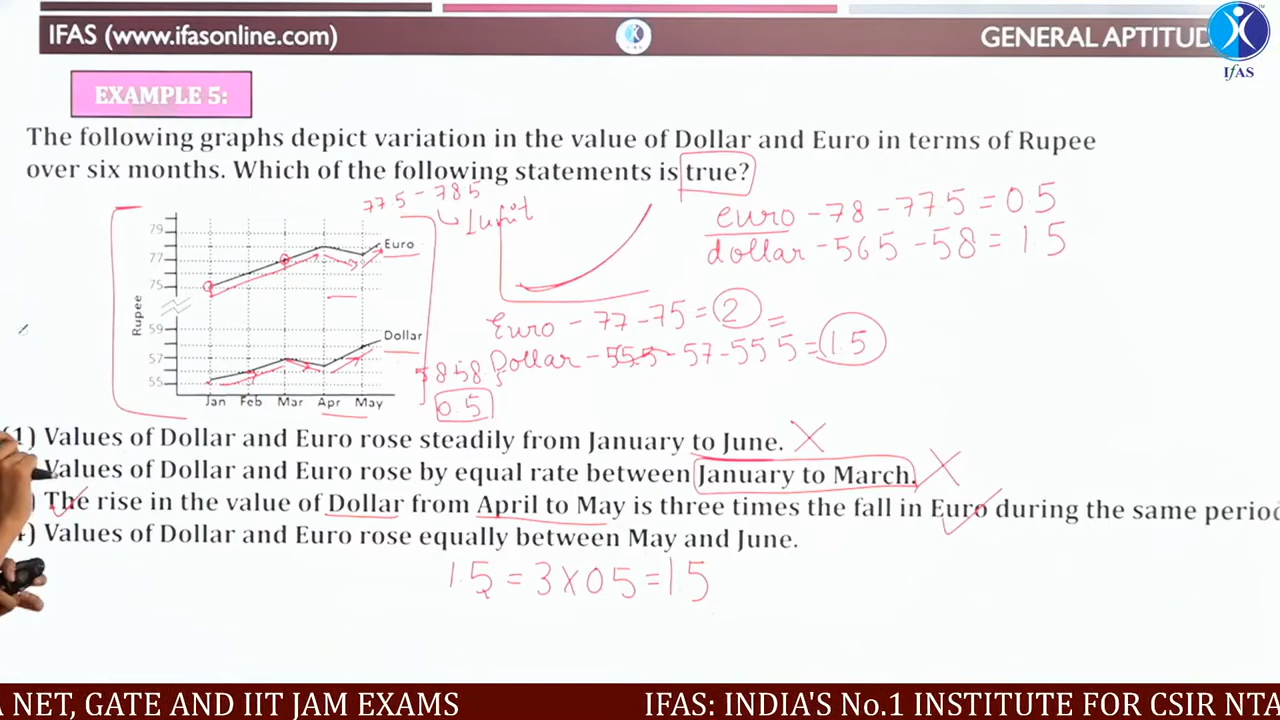 IFAS (www.ifasonline.com)
GENERAL APTITUD
IfAS
EXAMPLE 5:
The following graphs depict variation in the value of Dollar and Euro in terms of Rupee
over six months. Which of the following statements is true?
77.5 - 78.5
euro - 78 - 77.5 = 0.5
dollar - 56.5 - 58 = 1.5
79
77
75
Rupee
59
57
55
Euro
Dollar
Jan Feb Mar Apr May
Euro - 77 - 75 = 2 =
Dollar - 55.5 - 57 - 55.5 = 1.5
58 58.5
0.5
(1) Values of Dollar and Euro rose steadily from January to June.
Values of Dollar and Euro rose by equal rate between January to March.
) The rise in the value of Dollar from April to May is three times the fall in Euro during the same period
) Values of Dollar and Euro rose equally between May and June.
1.5 = 3 x 0.5 = 1.5
A NET, GATE AND IIT JAM EXAMS
IFAS: INDIA'S No.1 INSTITUTE FOR CSIR NTA